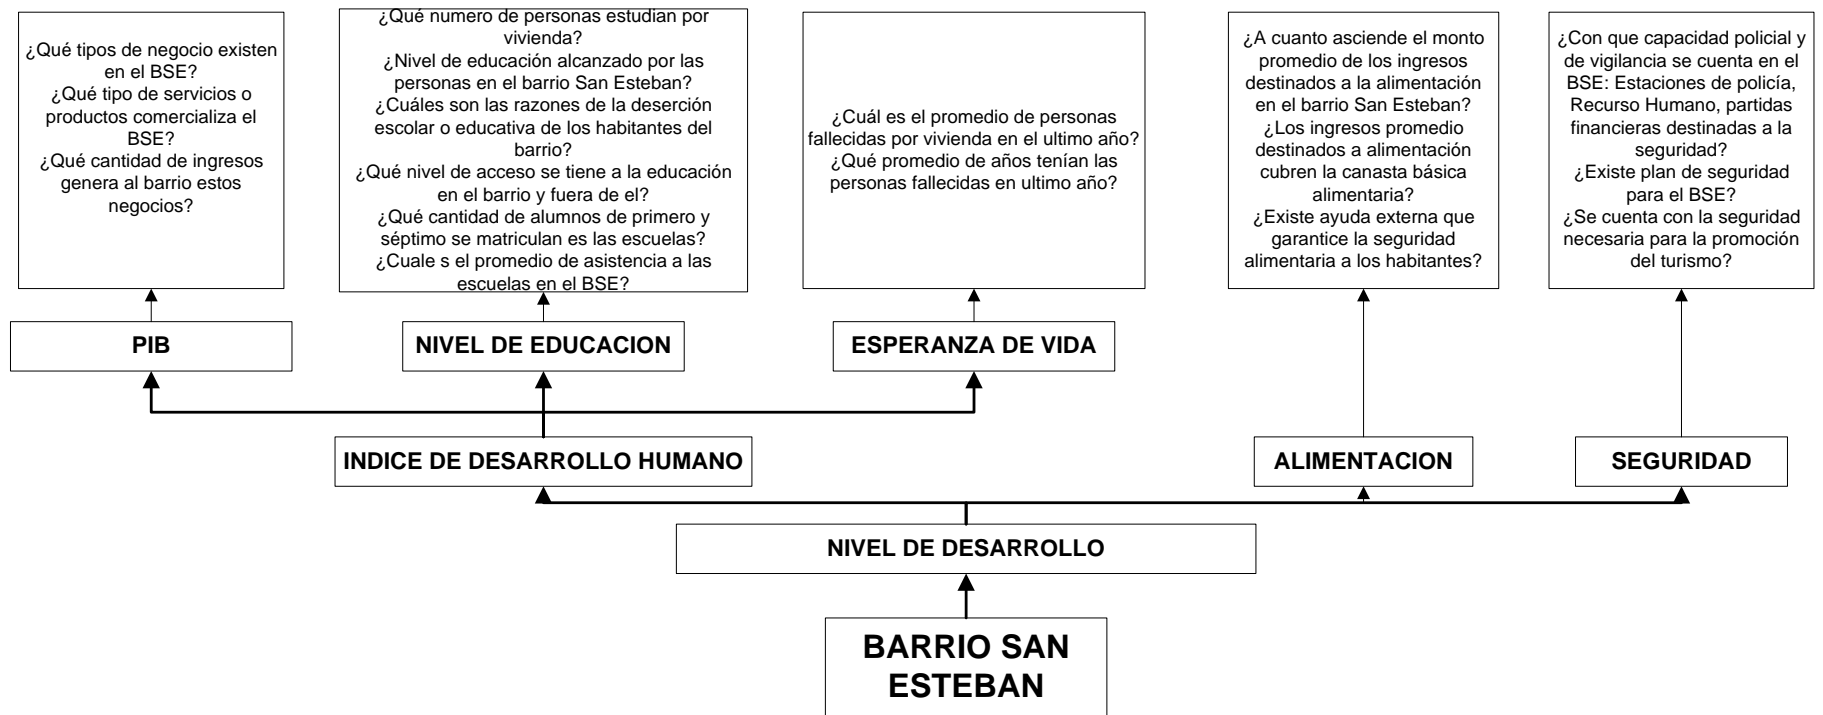 ¿Qué tipos de negocio existen
en el BSE?
¿Qué tipo de servicios o
productos comercializa el
BSE?
¿Qué cantidad de ingresos
genera al barrio estos
negocios?
¿Qué numero de personas estudian por
vivienda?
¿Nivel de educación alcanzado por las
personas en el barrio San Esteban?
¿Cuáles son las razones de la deserción
escolar o educativa de los habitantes del
barrio?
¿Qué nivel de acceso se tiene a la educación
en el barrio y fuera de el?
¿Qué cantidad de alumnos de primero y
séptimo se matriculan es las escuelas?
¿Cuale s el promedio de asistencia a las
escuelas en el BSE?
¿Cuál es el promedio de personas
fallecidas por vivienda en el ultimo año?
¿Qué promedio de años tenían las
personas fallecidas en ultimo año?
¿A cuanto asciende el monto
promedio de los ingresos
destinados a la alimentación
en el barrio San Esteban?
¿Los ingresos promedio
destinados a alimentación
cubren la canasta básica
alimentaria?
¿Existe ayuda externa que
garantice la seguridad
alimentaria a los habitantes?
¿Con que capacidad policial y
de vigilancia se cuenta en el
BSE: Estaciones de policía,
Recurso Humano, partidas
financieras destinadas a la
seguridad?
¿Existe plan de seguridad
para el BSE?
¿Se cuenta con la seguridad
necesaria para la promoción
del turismo?
PIB
NIVEL DE EDUCACION
ESPERANZA DE VIDA
INDICE DE DESARROLLO HUMANO
ALIMENTACION
SEGURIDAD
NIVEL DE DESARROLLO
BARRIO SAN
ESTEBAN